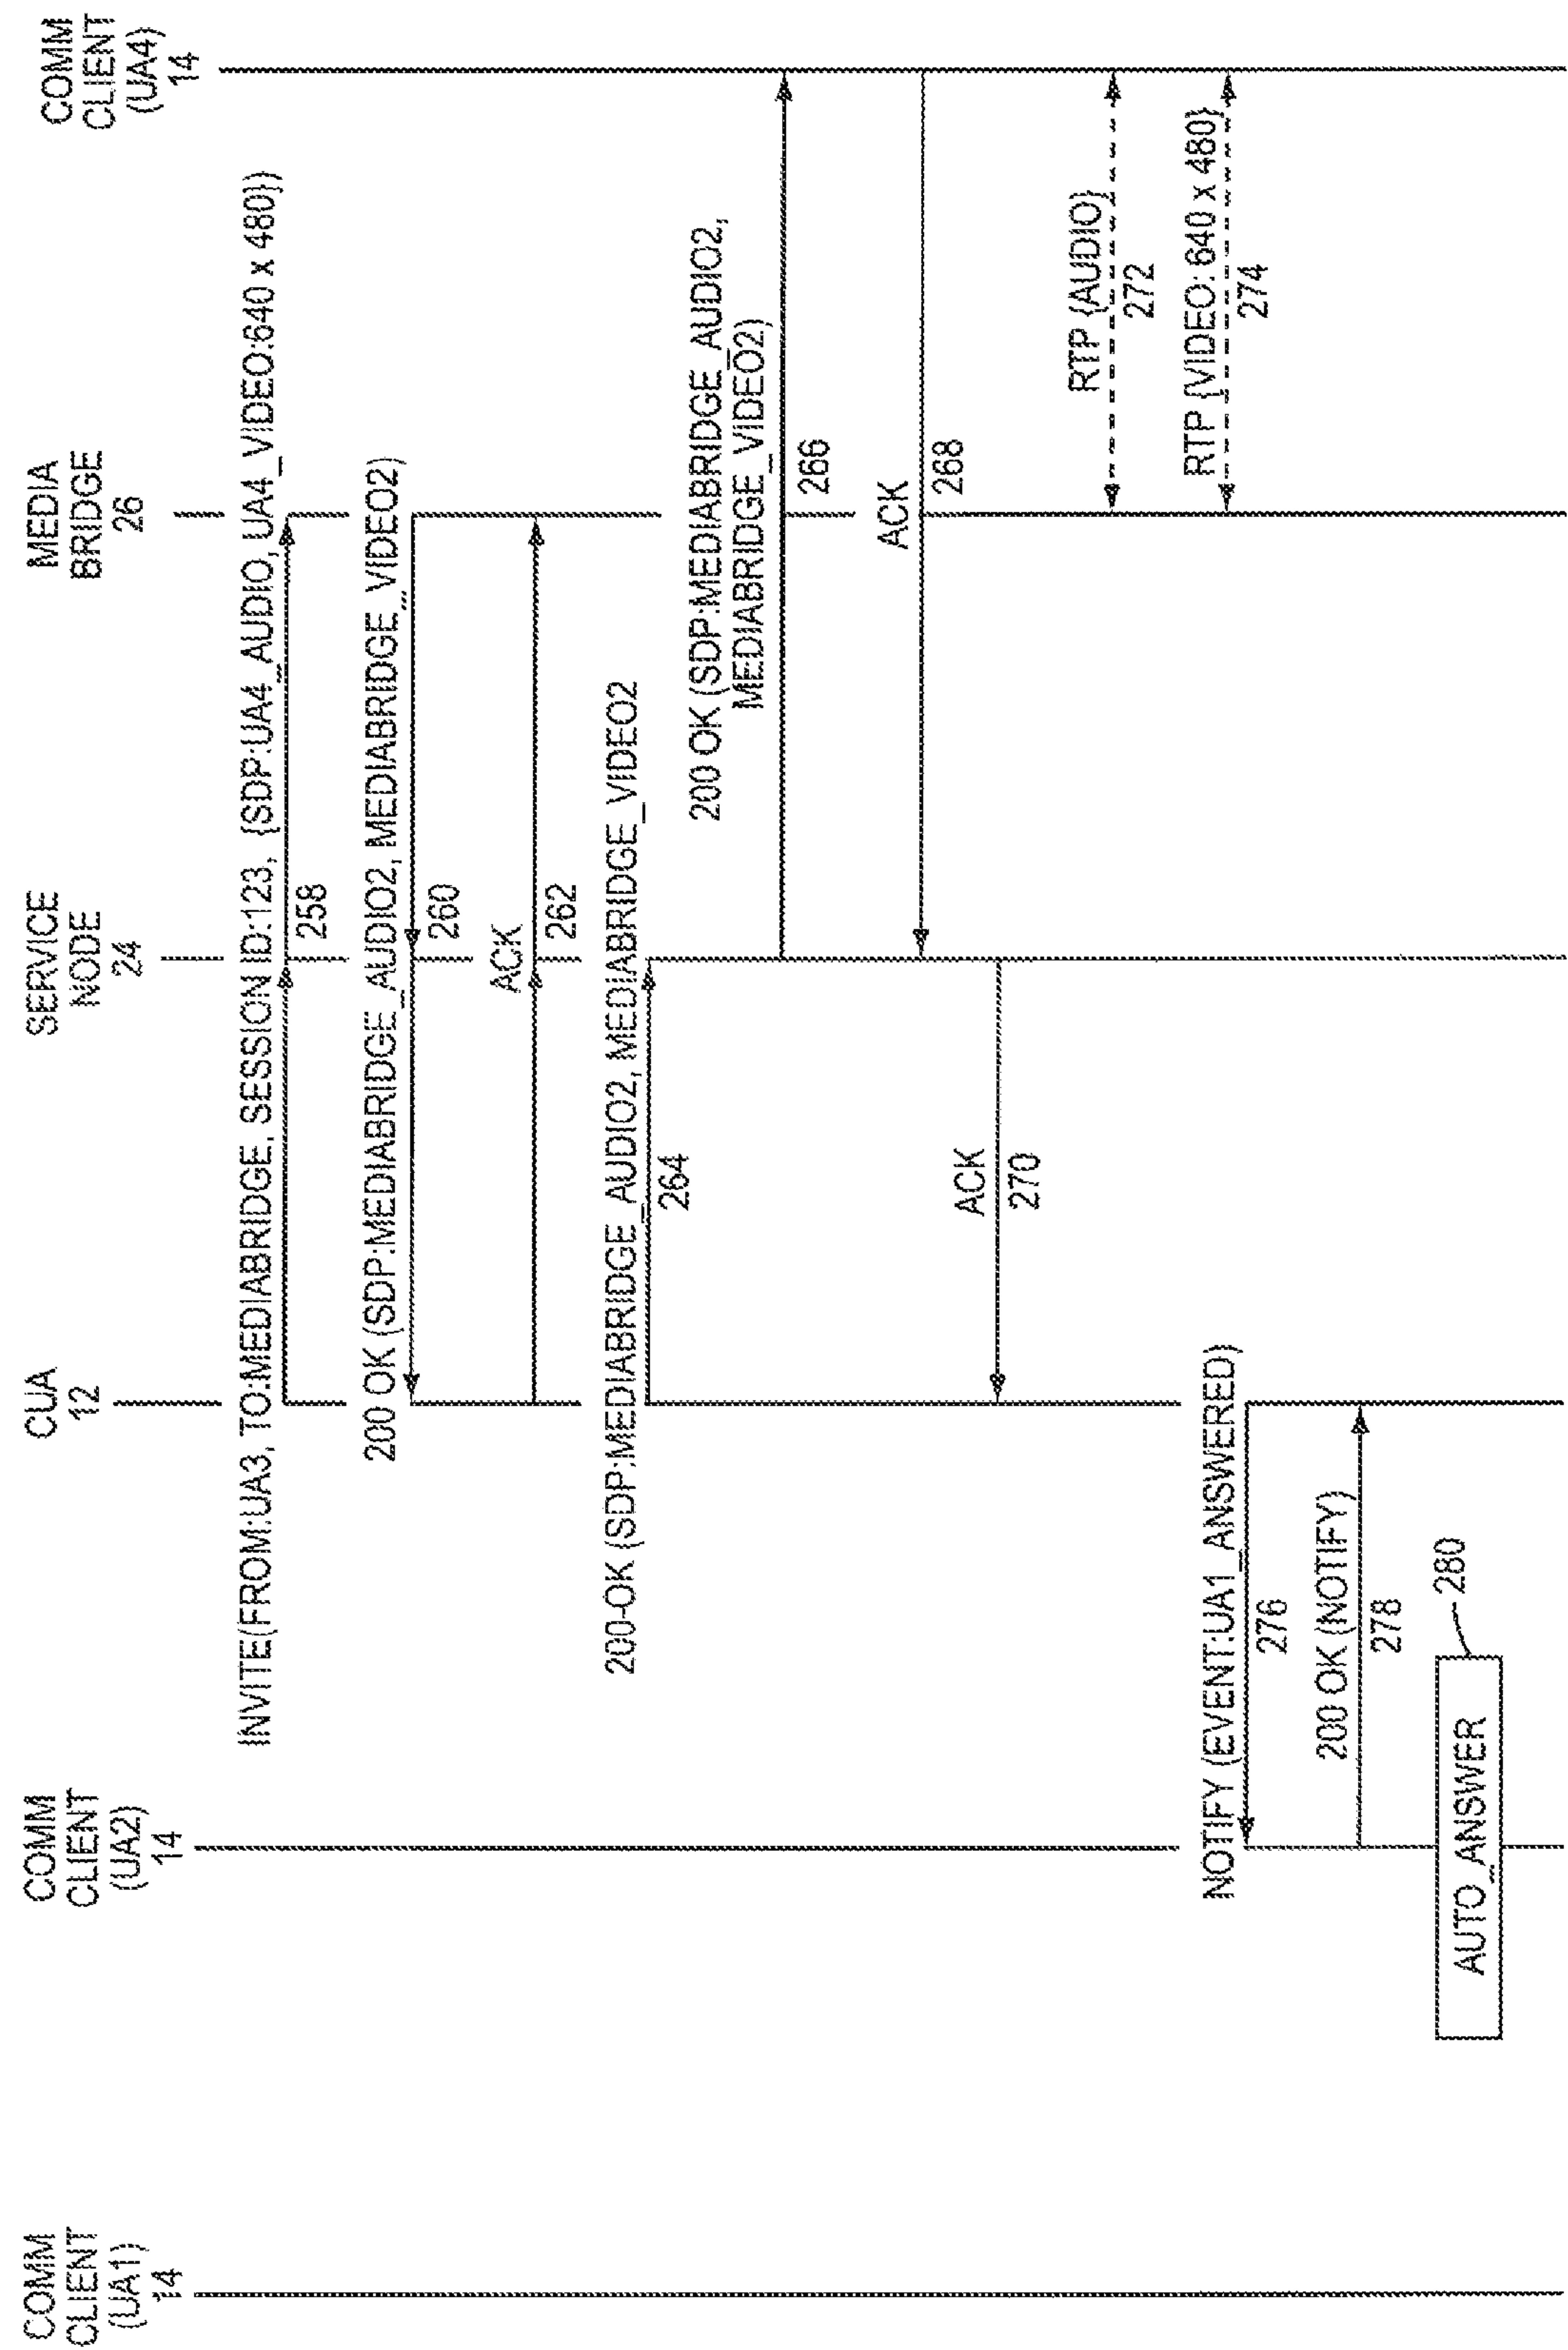 COMM
CLIENT
(UA1)
14
COMM
CLIENT
(UA2)
14
CUA
12
SERVICE
NODE
24
MEDIA
BRIDGE
26
COMM
CLIENT
(UA4)
14
INVITE(FROM:UA3, TO:MEDIABRIDGE, SESSION ID:123, {SDP:UA4_AUDIO, UA4_VIDEO:640 x 480})
258
200 OK (SDP:MEDIABRIDGE_AUDIO2, MEDIABRIDGE_VIDEO2)
260
ACK
262
200-OK (SDP:MEDIABRIDGE_AUDIO2, MEDIABRIDGE_VIDEO2
264
200 OK (SDP:MEDIABRIDGE_AUDIO2,
MEDIABRIDGE_VIDEO2)
266
ACK
268
ACK
270
RTP {AUDIO}
272
RTP {VIDEO: 640 x 480}
274
NOTIFY (EVENT:UA1_ANSWERED)
276
200 OK (NOTIFY)
278
AUTO_ANSWER
280